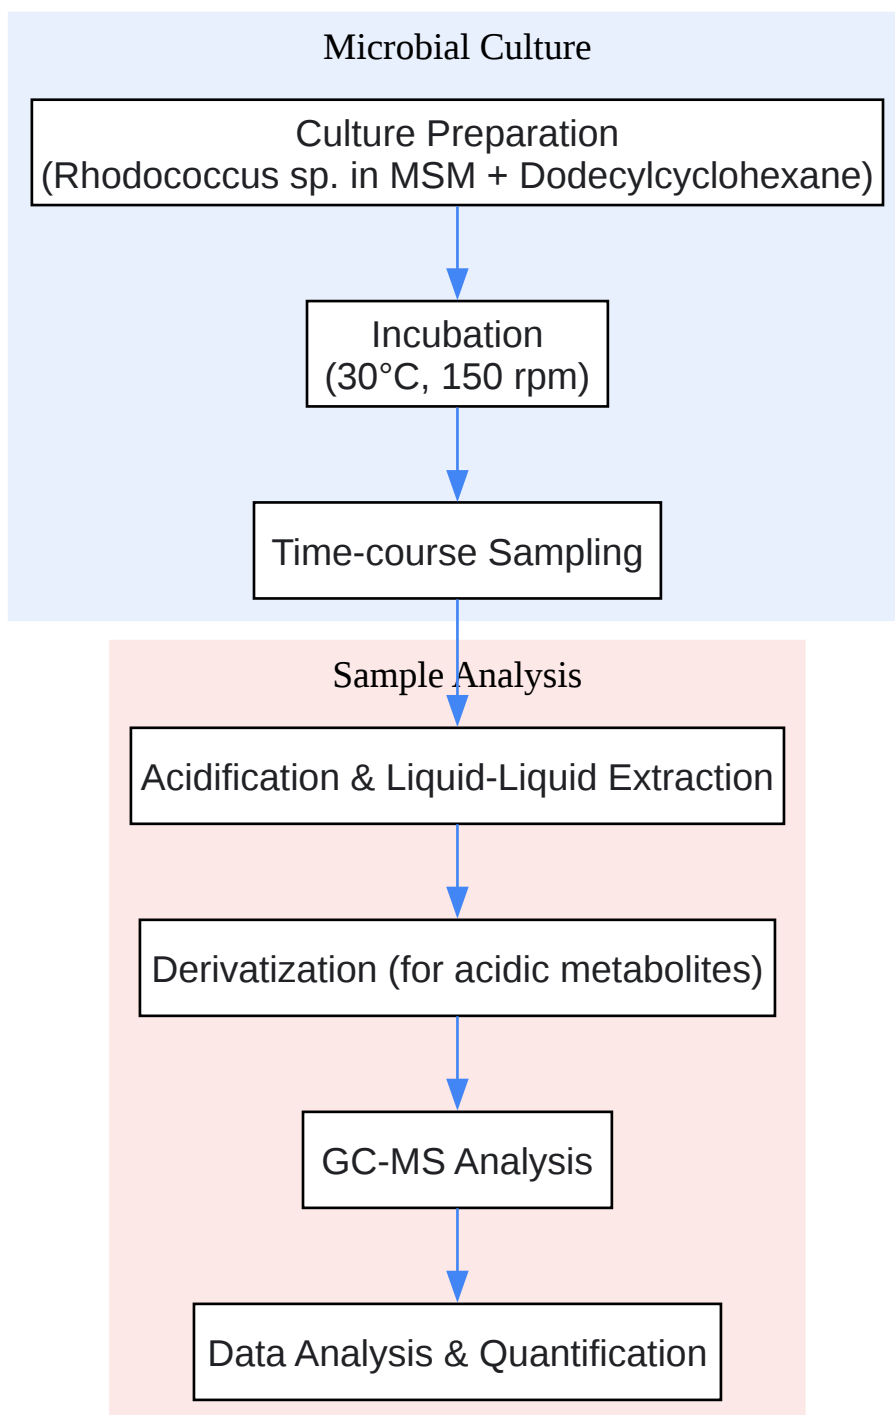 Microbial Culture
Culture Preparation
(Rhodococcus sp. in MSM + Dodecylcyclohexane)
Incubation
(30°C, 150 rpm)
Time-course Sampling
Sample Analysis
Acidification & Liquid-Liquid Extraction
Derivatization (for acidic metabolites)
GC-MS Analysis
Data Analysis & Quantification